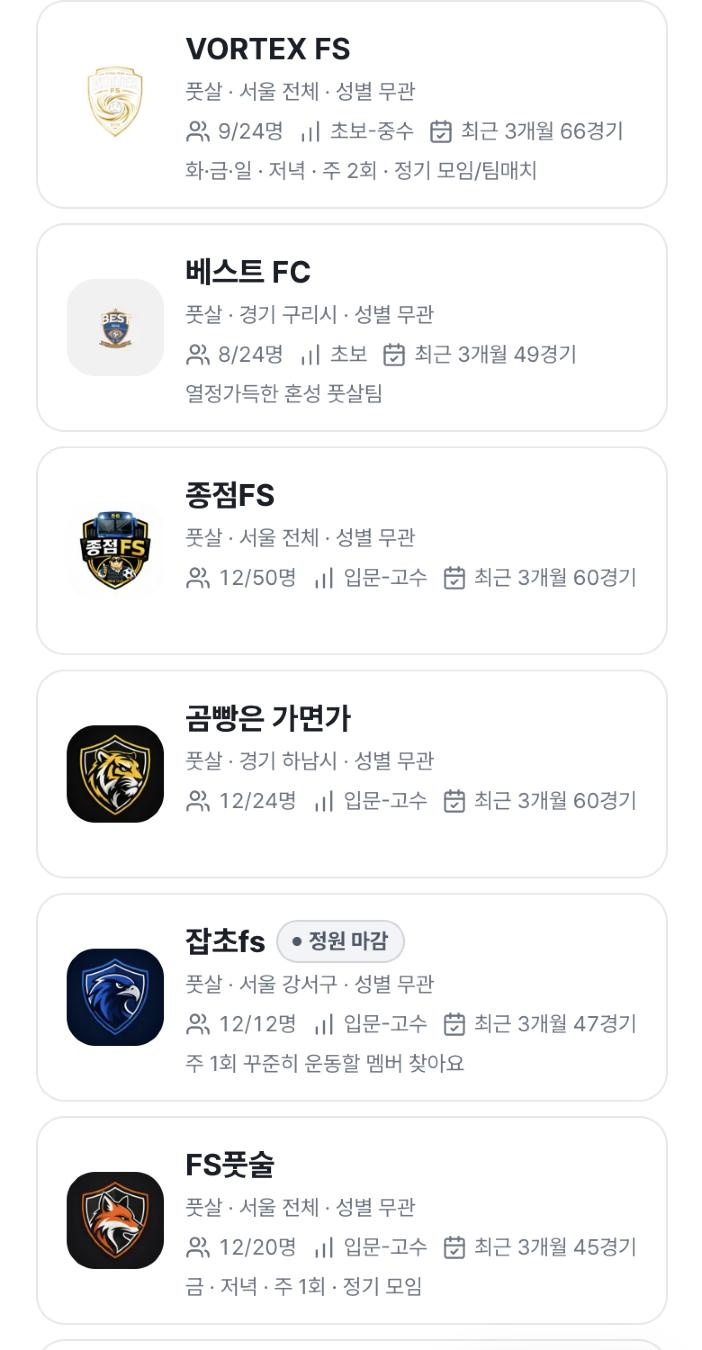 VORTEX FS
풋살 · 서울 전체 · 성별 무관
9/24명 초보-중수 최근 3개월 66경기
화·금·일 · 저녁 · 주 2회 · 정기 모임/팀매치
BEST
베스트 FC
풋살 · 경기 구리시 · 성별 무관
8/24명 초보 최근 3개월 49경기
열정가득한 혼성 풋살팀
종점FS
종점FS
풋살 · 서울 전체 · 성별 무관
12/50명 입문-고수 최근 3개월 60경기
곰빵은 가면가
풋살 · 경기 하남시 · 성별 무관
12/24명 입문-고수 최근 3개월 60경기
잡초fs • 정원 마감
풋살 · 서울 강서구 · 성별 무관
12/12명 입문-고수 최근 3개월 47경기
주 1회 꾸준히 운동할 멤버 찾아요
FS풋술
풋살 · 서울 전체 · 성별 무관
12/20명 입문-고수 최근 3개월 45경기
금 · 저녁 · 주 1회 · 정기 모임